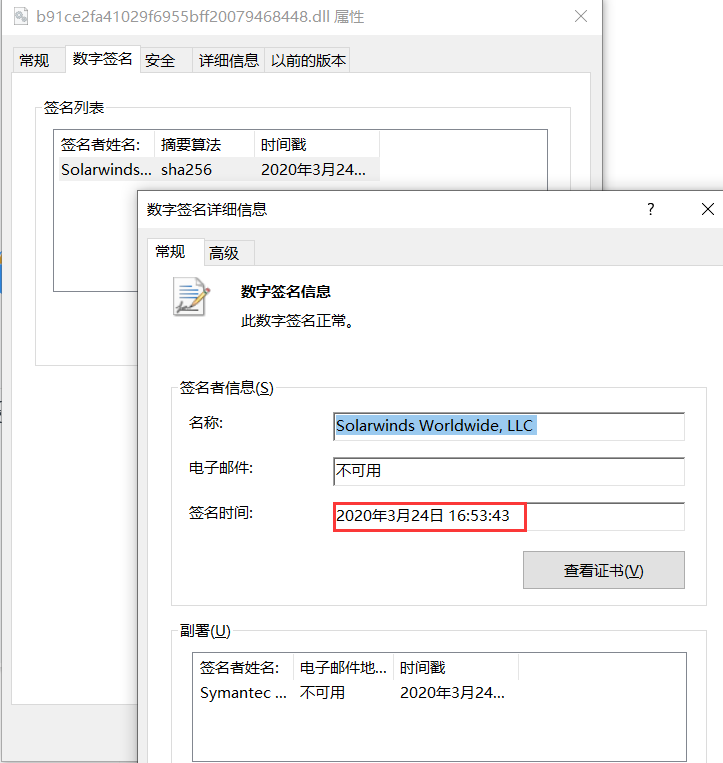 b91ce2fa41029f6955bff20079468448.dll 属性
常规 数字签名 安全 详细信息 以前的版本
签名列表
签名者姓名: 摘要算法 时间戳
Solarwinds... sha256 2020年3月24...
数字签名详细信息 ?
常规 高级
数字签名信息
此数字签名正常。
签名者信息(S)
名称: Solarwinds Worldwide, LLC
电子邮件: 不可用
签名时间: 2020年3月24日 16:53:43
查看证书(V)
副署(U)
签名者姓名: 电子邮件地... 时间戳
Symantec ... 不可用 2020年3月24...